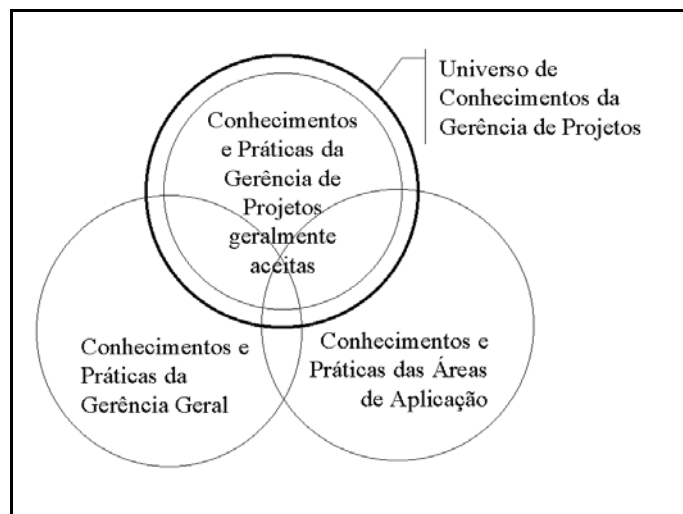 Universo de
Conhecimentos da
Gerência de Projetos
Conhecimentos
e Práticas da
Gerência de
Projetos
geralmente
aceitas
Conhecimentos e
Práticas da
Gerência Geral
Conhecimentos e
Práticas das Áreas
de Aplicação